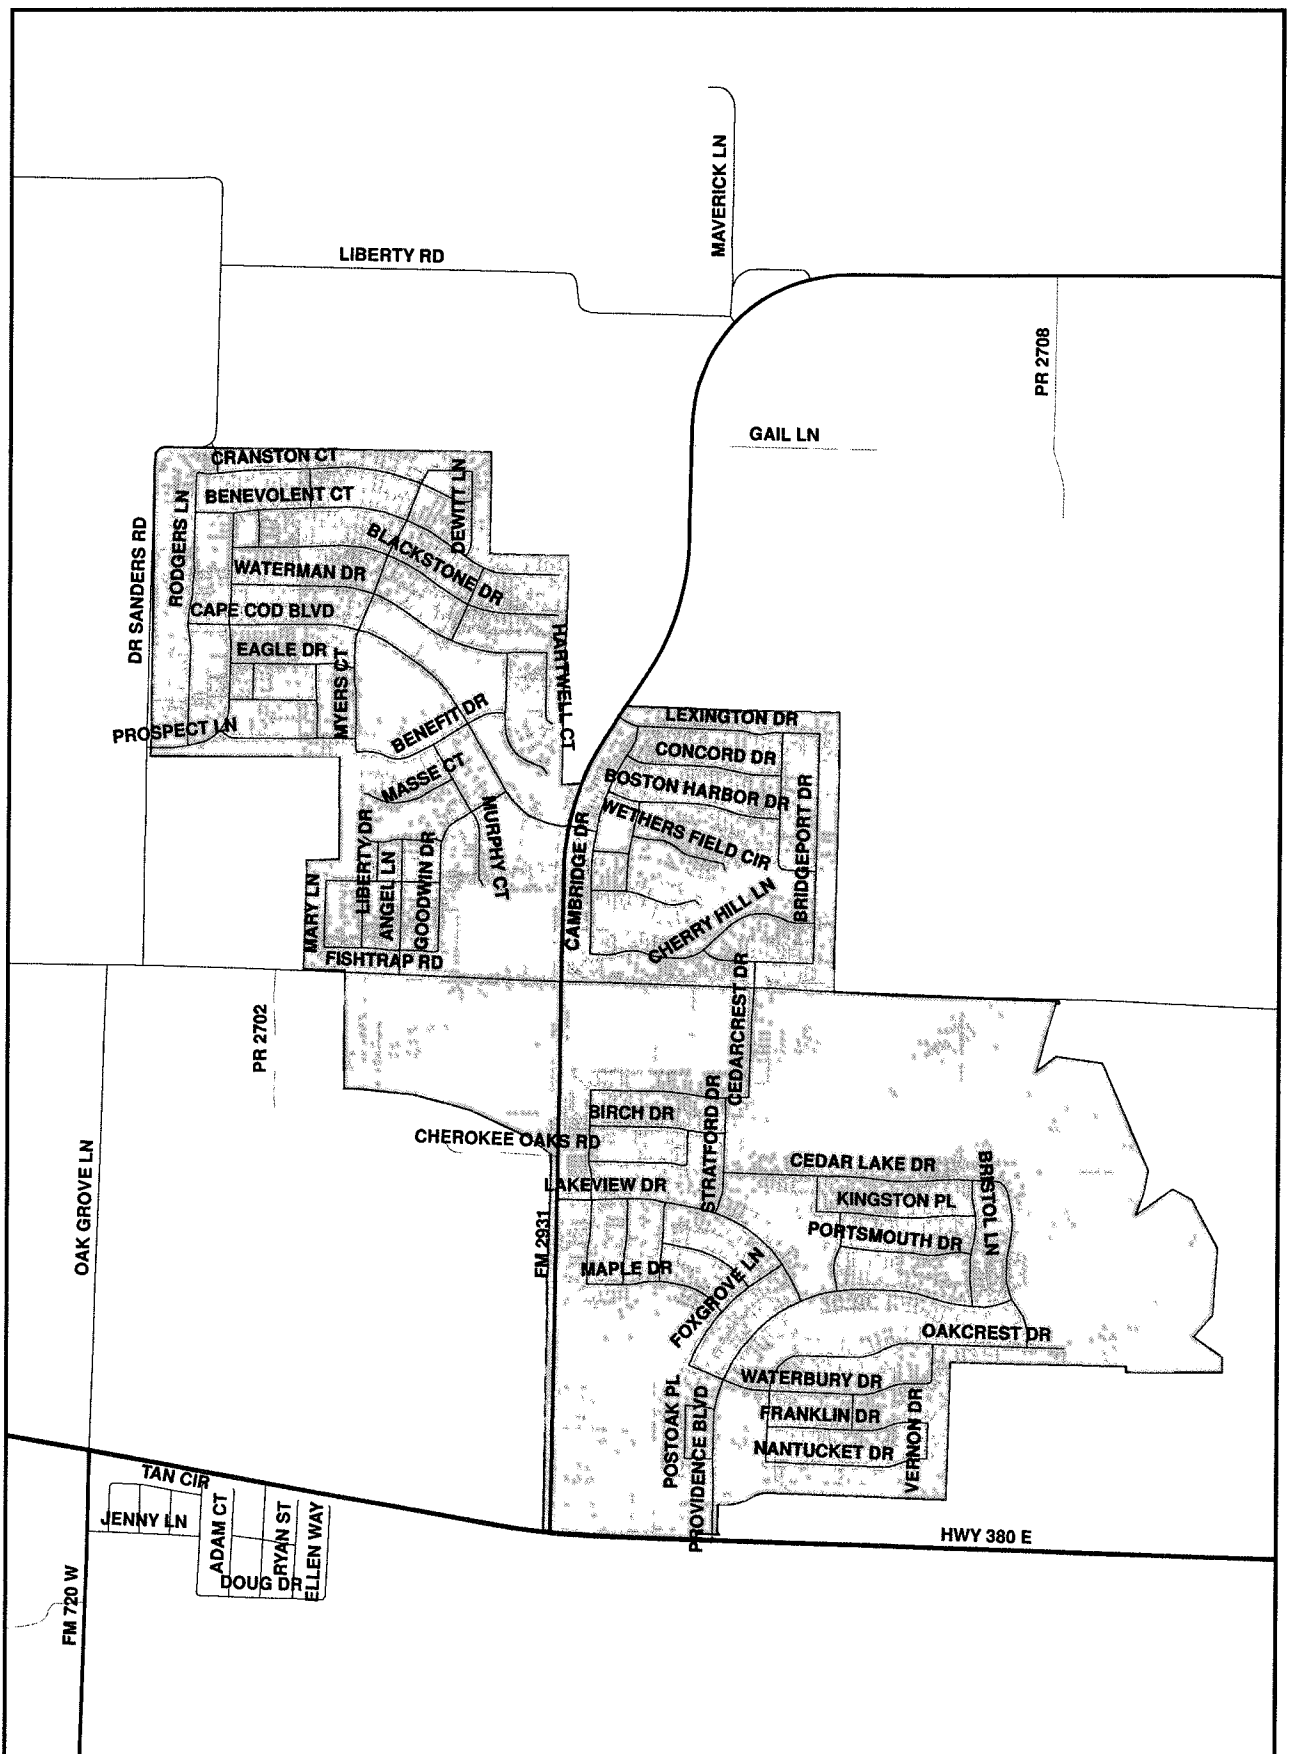 MAVERICK LN
LIBERTY RD
PR 2708
GAIL LN
CRANSTON CT
BENEVOLENT CT
DEWITT LN
RODGERS LN
DR SANDERS RD
BLACKSTONE DR
WATERMAN DR
CAPE COD BLVD
EAGLE DR
MYERS CT
HARTWELL CT
PROSPECT LN
BENEFIT DR
LEXINGTON DR
CONCORD DR
MASSE CT
BOSTON HARBOR DR
BRIDGEPORT DR
WETHERS FIELD CIR
MURPHY CT
CAMBRIDGE DR
LIBERTY DR
ANGEL LN
GOODWIN DR
MARY LN
CHERRY HILL LN
FISHTRAP RD
CEDARCREST DR
PR 2702
BIRCH DR
STRATFORD DR
CHEROKEE OAKS RD
CEDAR LAKE DR
BRISTOL LN
OAK GROVE LN
LAKEVIEW DR
KINGSTON PL
PORTSMOUTH DR
FM 2931
MAPLE DR
FOXGROVE LN
OAKCREST DR
WATERBURY DR
POSTOAK PL
PROVIDENCE BLVD
FRANKLIN DR
VERNON DR
NANTUCKET DR
TAN CIR
JENNY LN
ADAM CT
RYAN ST
ELLEN WAY
HWY 380 E
DOUG DR
FM 720 W